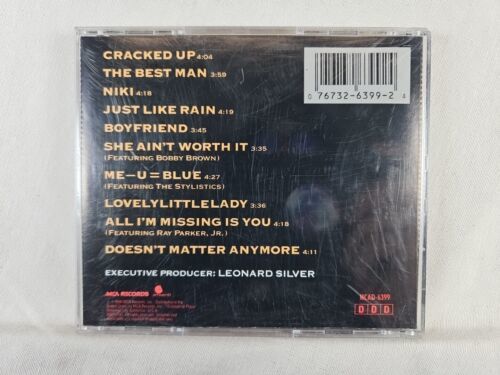 CRACKED UP 4:04
THE BEST MAN 3:59
NIKI 4:18
JUST LIKE RAIN 4:19
BOYFRIEND 3:45
SHE AIN'T WORTH IT 3:35
(FEATURING BOBBY BROWN)
ME–U=BLUE 4:27
(FEATURING THE STYLISTICS)
LOVELYLITTLELADY 3:36
ALL I'M MISSING IS YOU 4:18
(FEATURING RAY PARKER, JR.)
DOESN'T MATTER ANYMORE 4:11
EXECUTIVE PRODUCER: LEONARD SILVER
0 76732-6399-2 4
MCA RECORDS
MCAD-6399
D D D